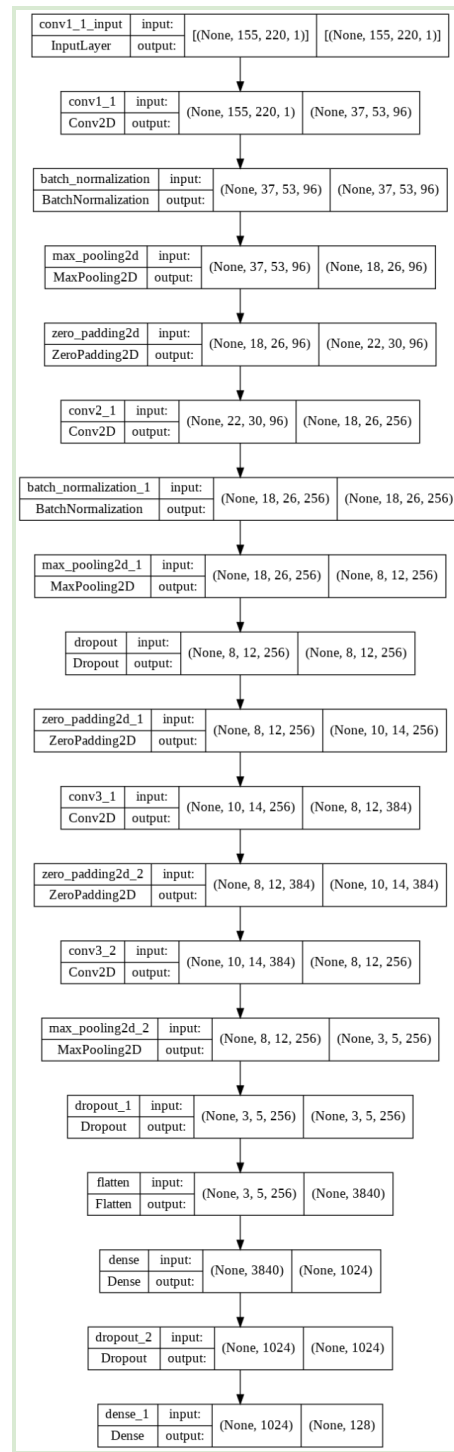 conv1_1_input input: [(None, 155, 220, 1)] [(None, 155, 220, 1)]
InputLayer output:
conv1_1 input: (None, 155, 220, 1) (None, 37, 53, 96)
Conv2D output:
batch_normalization input: (None, 37, 53, 96) (None, 37, 53, 96)
BatchNormalization output:
max_pooling2d input: (None, 37, 53, 96) (None, 18, 26, 96)
MaxPooling2D output:
zero_padding2d input: (None, 18, 26, 96) (None, 22, 30, 96)
ZeroPadding2D output:
conv2_1 input: (None, 22, 30, 96) (None, 18, 26, 256)
Conv2D output:
batch_normalization_1 input: (None, 18, 26, 256) (None, 18, 26, 256)
BatchNormalization output:
max_pooling2d_1 input: (None, 18, 26, 256) (None, 8, 12, 256)
MaxPooling2D output:
dropout input: (None, 8, 12, 256) (None, 8, 12, 256)
Dropout output:
zero_padding2d_1 input: (None, 8, 12, 256) (None, 10, 14, 256)
ZeroPadding2D output:
conv3_1 input: (None, 10, 14, 256) (None, 8, 12, 384)
Conv2D output:
zero_padding2d_2 input: (None, 8, 12, 384) (None, 10, 14, 384)
ZeroPadding2D output:
conv3_2 input: (None, 10, 14, 384) (None, 8, 12, 256)
Conv2D output:
max_pooling2d_2 input: (None, 8, 12, 256) (None, 3, 5, 256)
MaxPooling2D output:
dropout_1 input: (None, 3, 5, 256) (None, 3, 5, 256)
Dropout output:
flatten input: (None, 3, 5, 256) (None, 3840)
Flatten output:
dense input: (None, 3840) (None, 1024)
Dense output:
dropout_2 input: (None, 1024) (None, 1024)
Dropout output:
dense_1 input: (None, 1024) (None, 128)
Dense output: